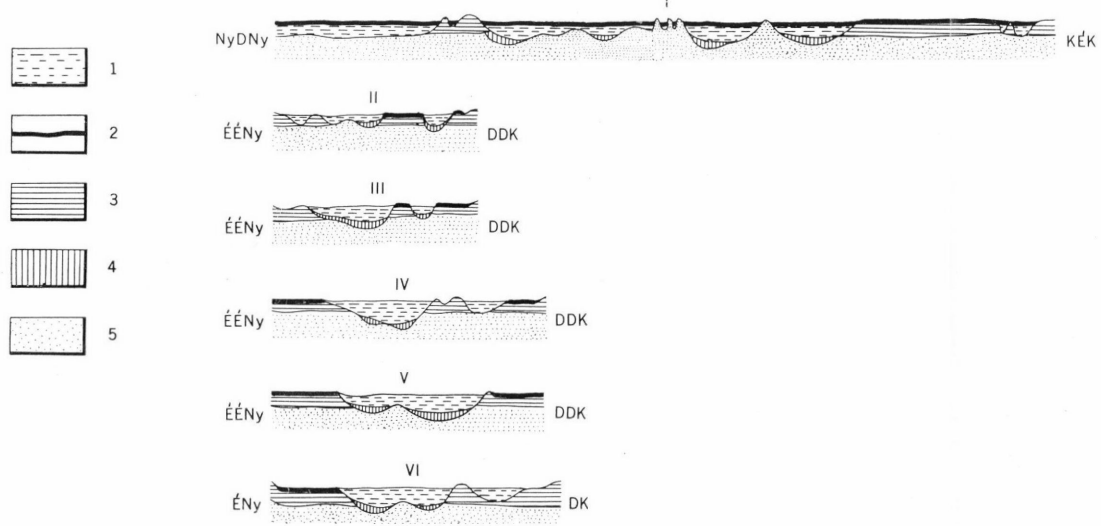 I
NyDNy KÉK
1
2
3
4
5
II
ÉÉNy DDK
III
ÉÉNy DDK
IV
ÉÉNy DDK
V
ÉÉNy DDK
VI
ÉNy DK